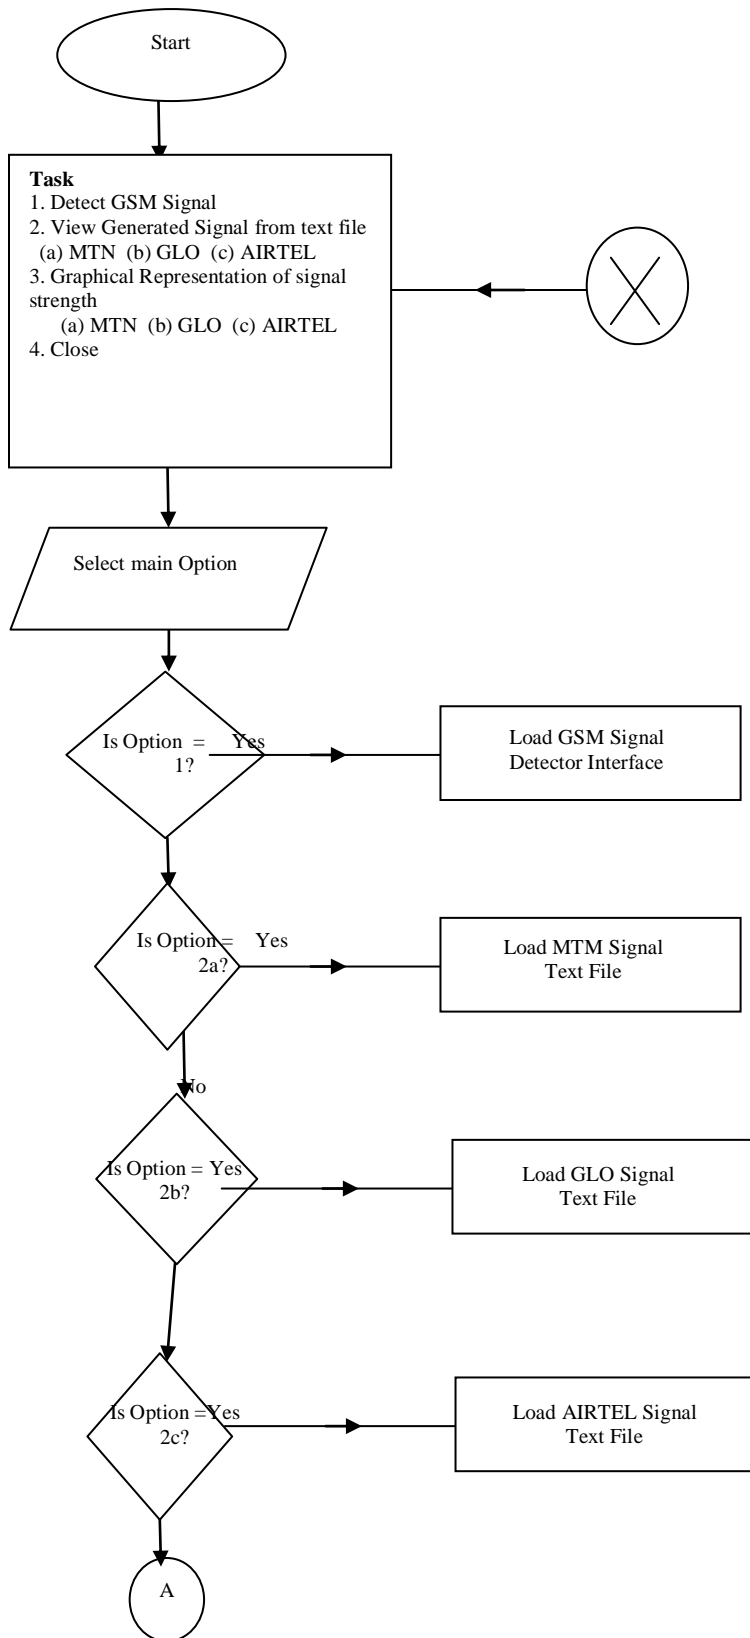 Start
Task
1. Detect GSM Signal
2. View Generated Signal from text file
(a) MTN (b) GLO (c) AIRTEL
3. Graphical Representation of signal
strength
(a) MTN (b) GLO (c) AIRTEL
4. Close
X
Select main Option
Is Option = Yes
1?
Load GSM Signal
Detector Interface
Is Option = Yes
2a?
Load MTM Signal
Text File
No
Is Option = Yes
2b?
Load GLO Signal
Text File
Is Option =Yes
2c?
Load AIRTEL Signal
Text File
A